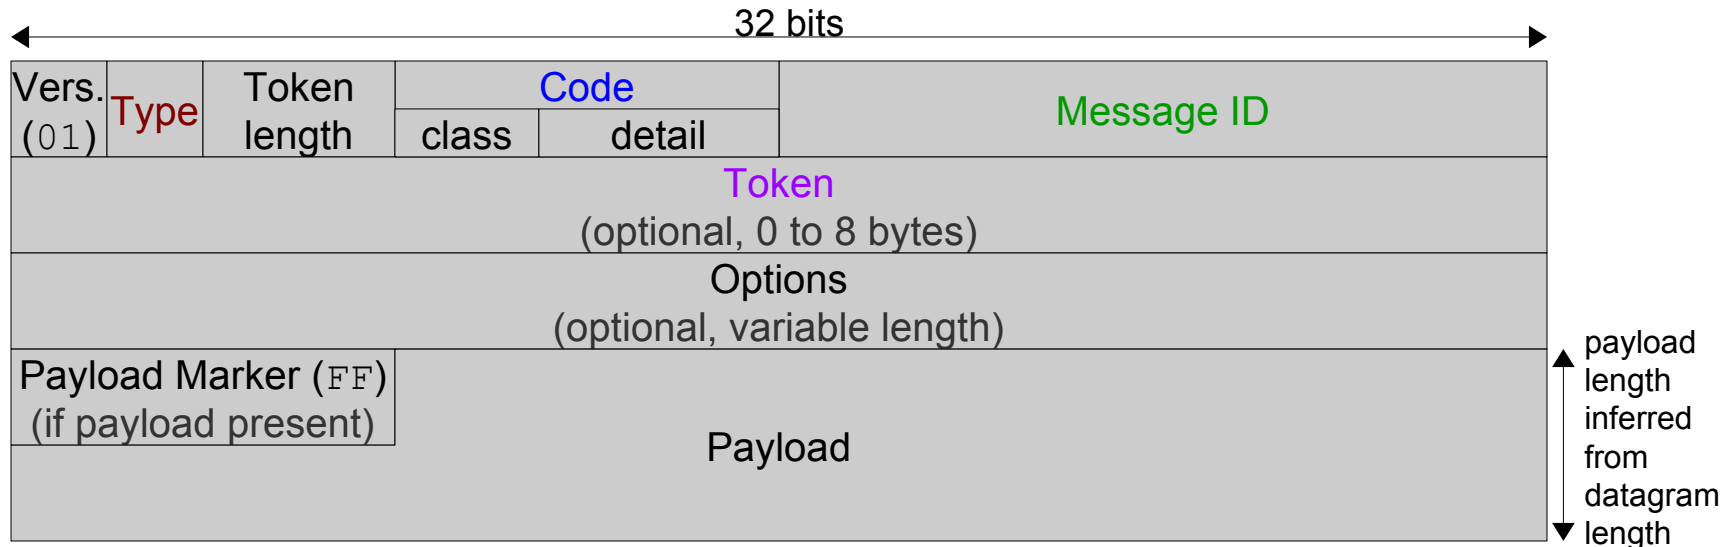 32 bits
Vers.
(01)
Type
Token
length
Code
class
detail
Message ID
Token
(optional, 0 to 8 bytes)
Options
(optional, variable length)
Payload Marker (FF)
(if payload present)
Payload
payload
length
inferred
from
datagram
length